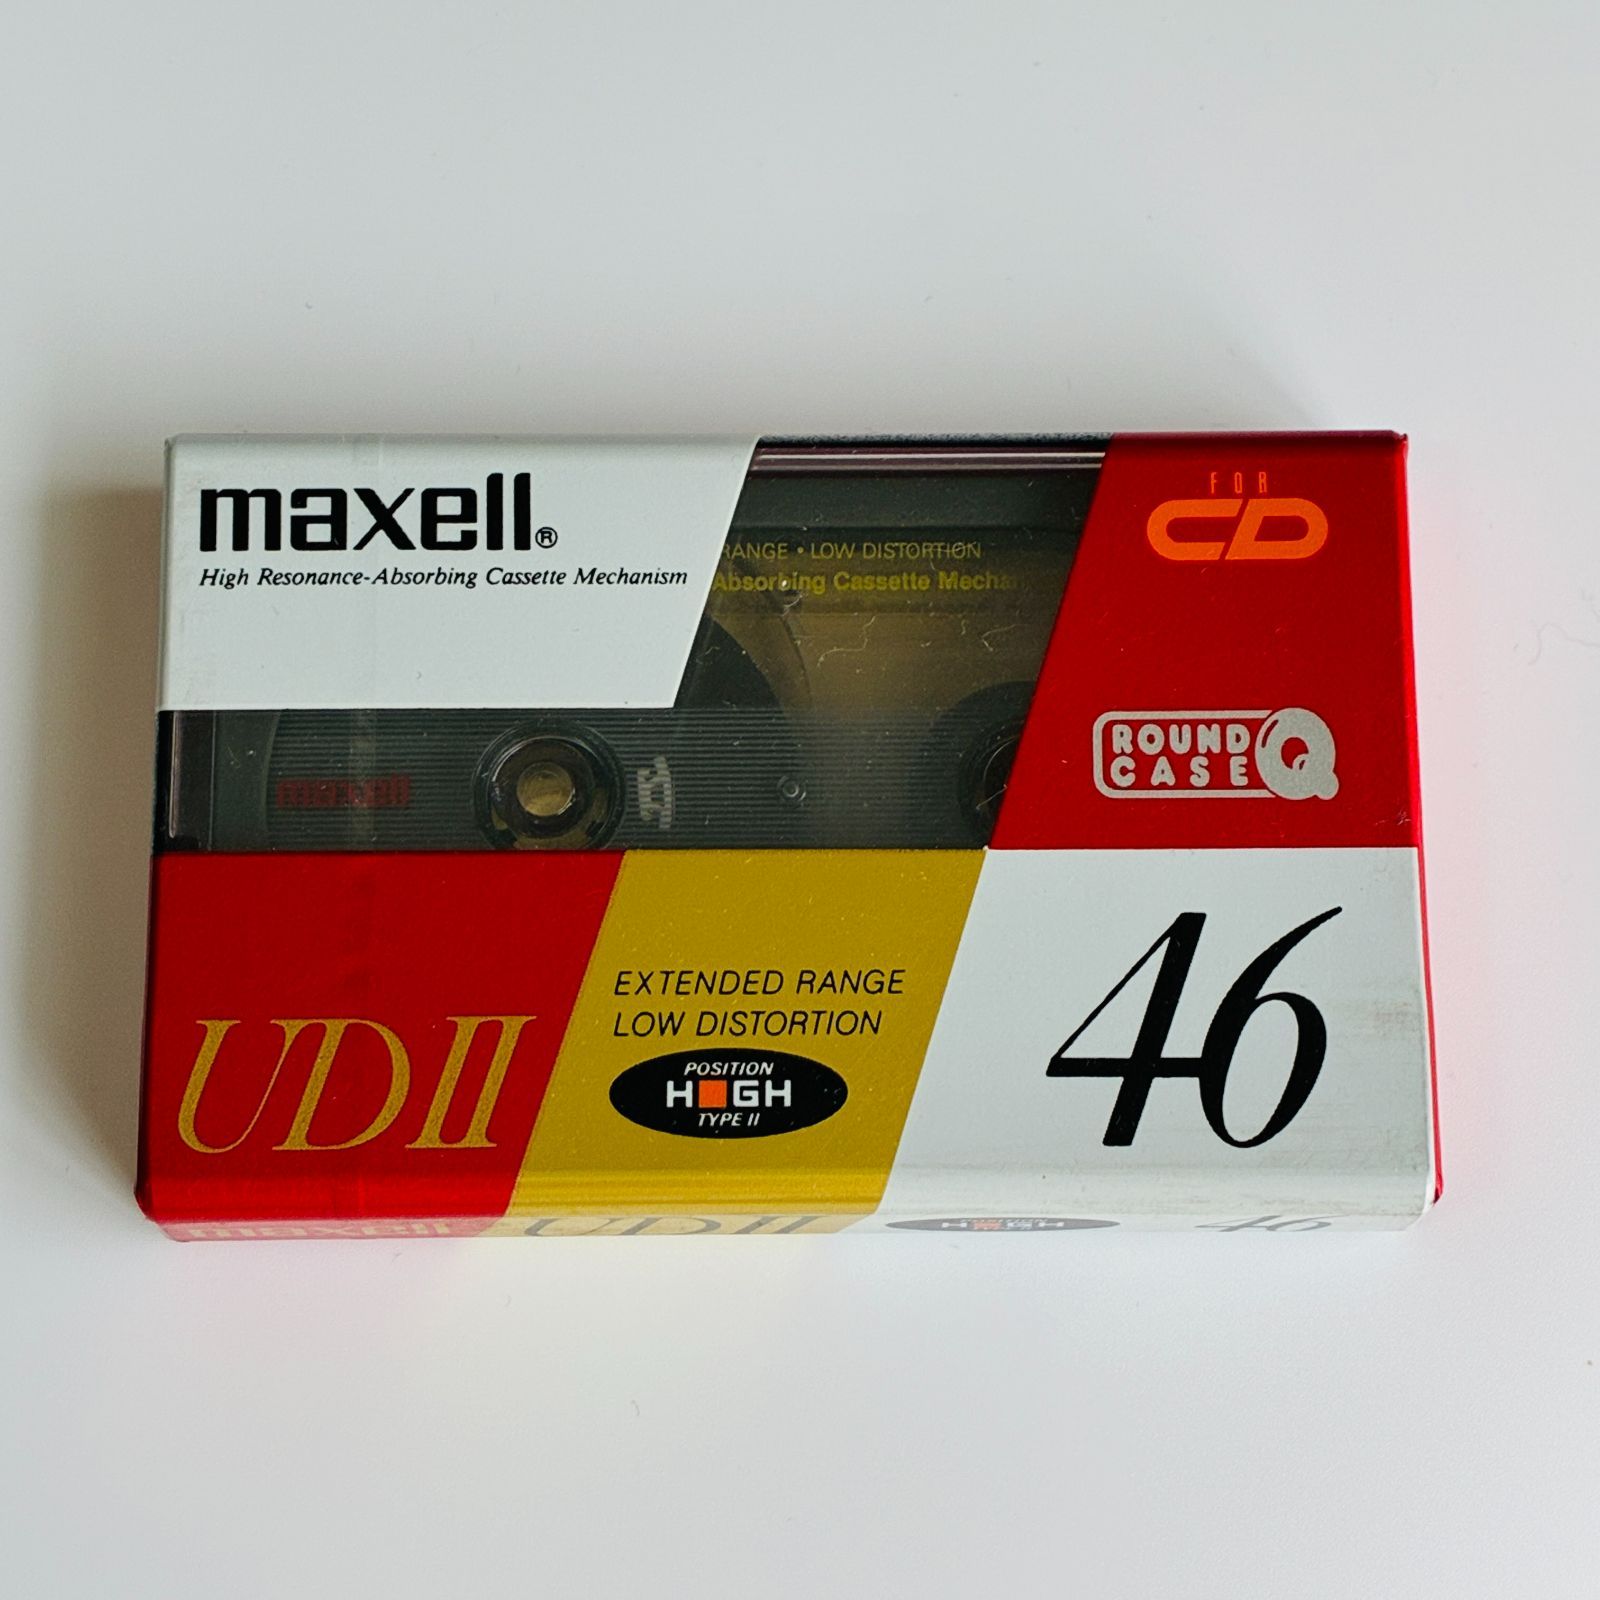 maxell®
High Resonance-Absorbing Cassette Mechanism
RANGE • LOW DISTORTION
Absorbing Cassette
FOR
CD
ROUND
CASE
maxell
UDII
EXTENDED RANGE
LOW DISTORTION
POSITION
HIGH
TYPE II
46
maxell UDII HIGH 46